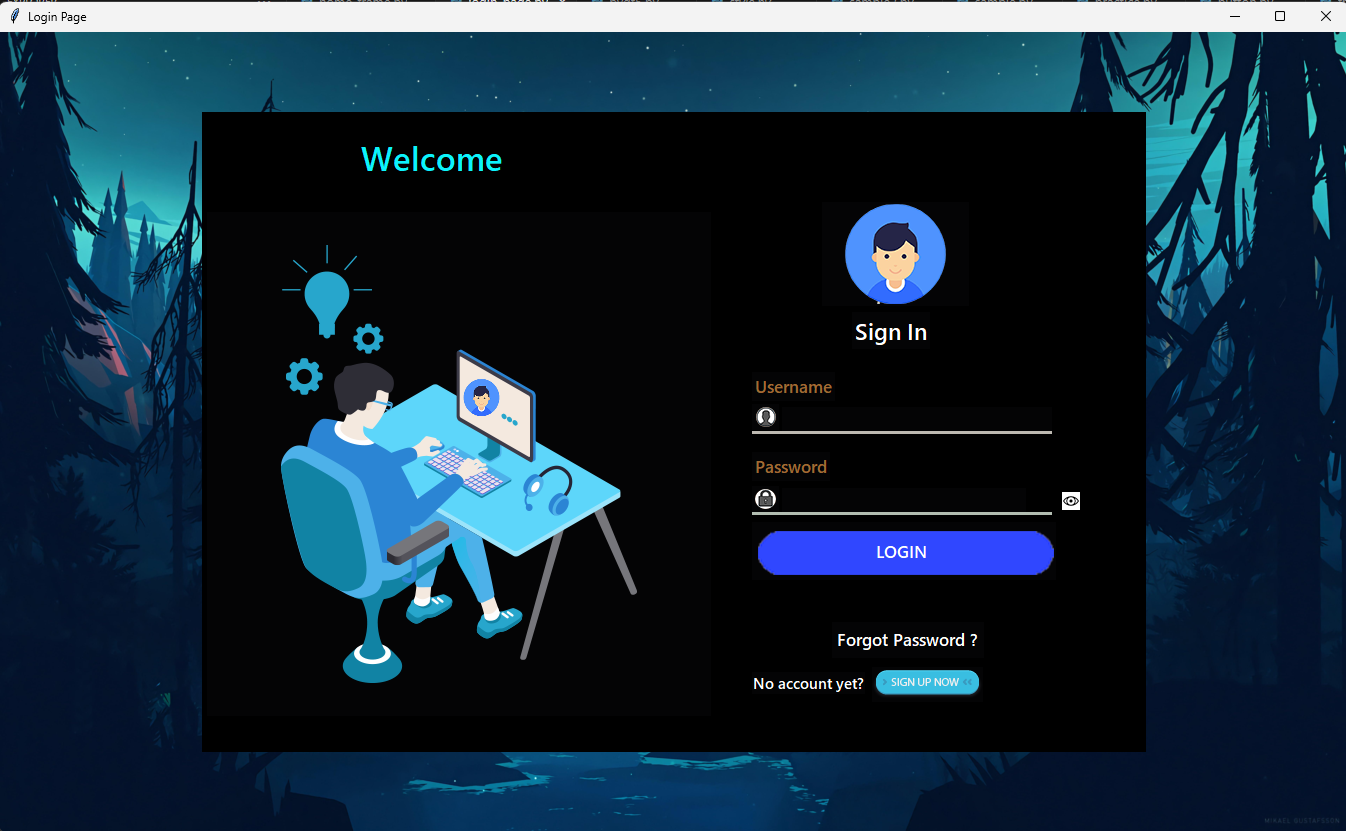 Login Page
Welcome
Sign In
Username
Password
LOGIN
Forgot Password ?
No account yet?
SIGN UP NOW
MIKAEL GUSTAFSSON